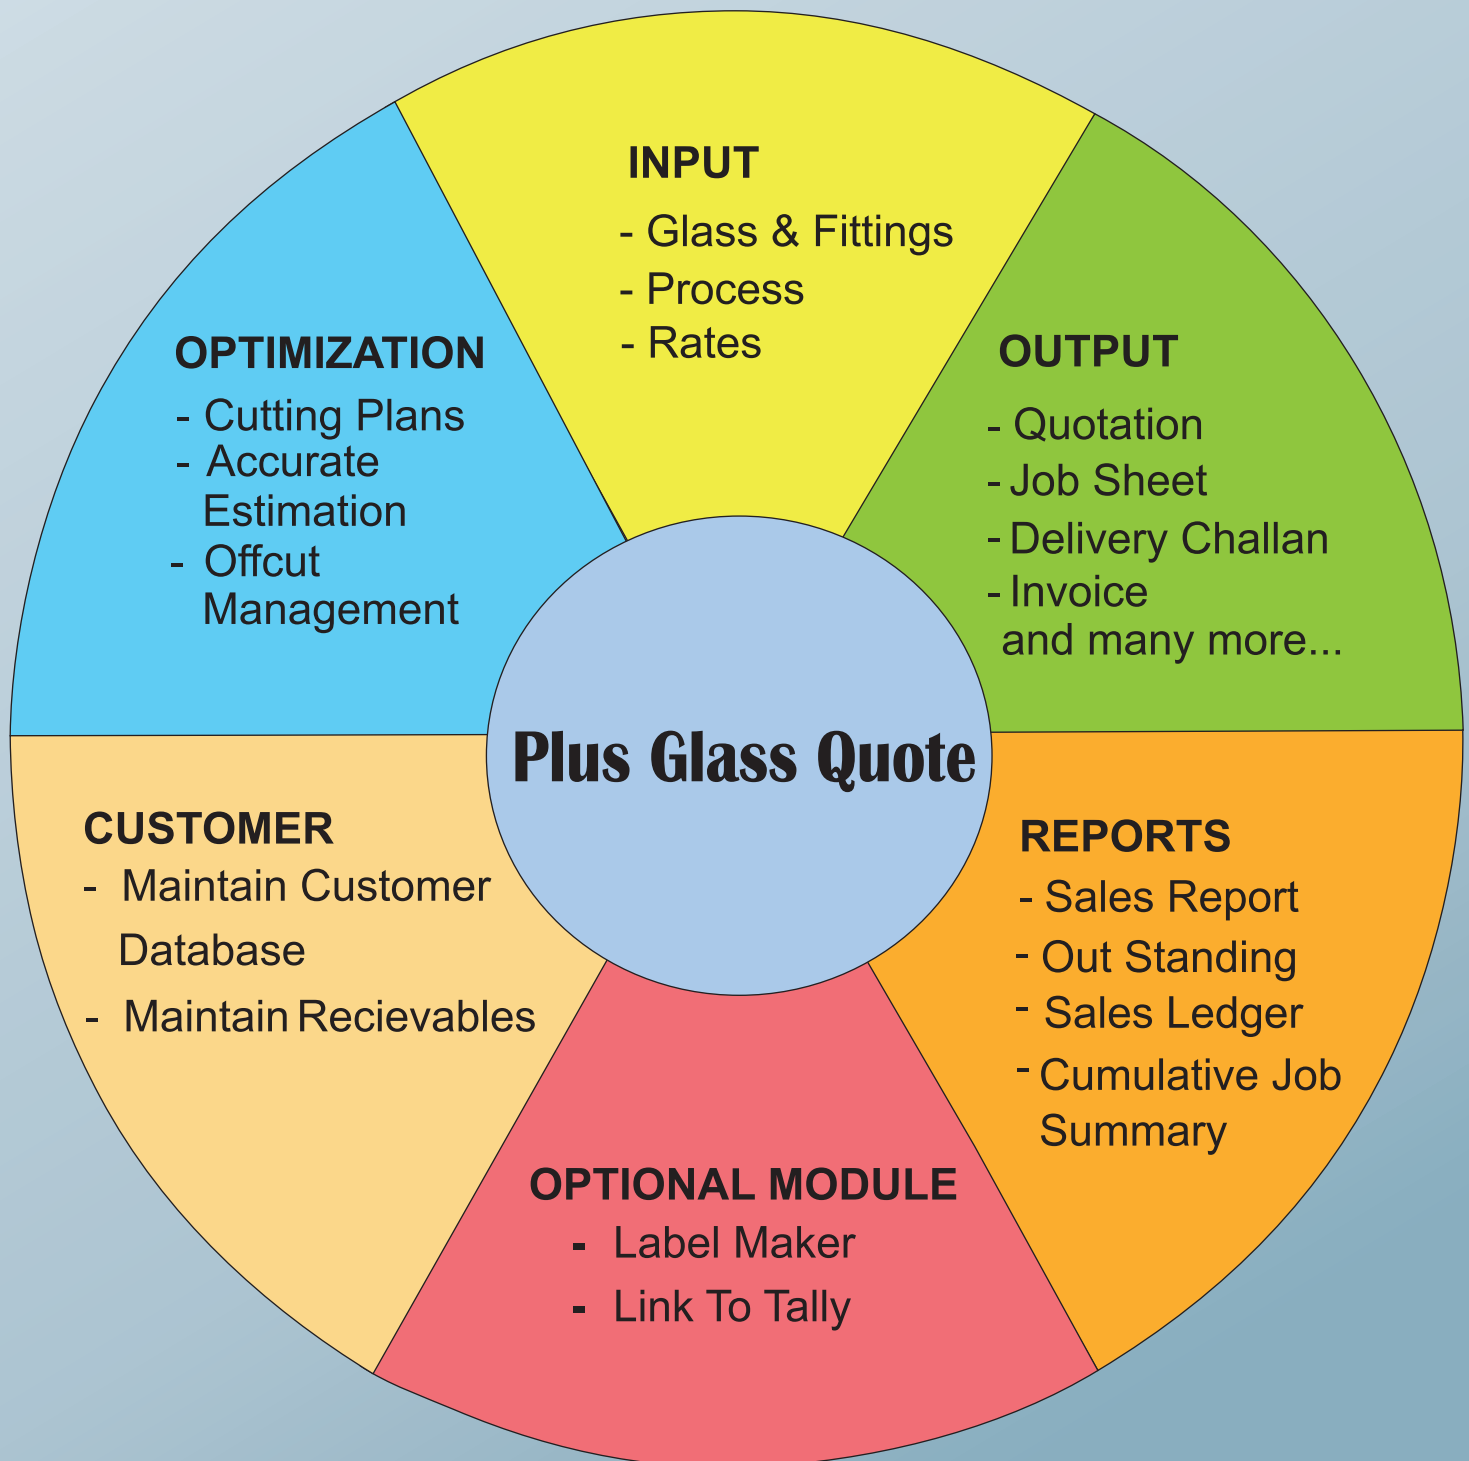 INPUT
- Glass & Fittings
- Process
- Rates
OUTPUT
- Quotation
- Job Sheet
- Delivery Challan
- Invoice
and many more...
REPORTS
- Sales Report
- Out Standing
- Sales Ledger
- Cumulative Job
Summary
OPTIONAL MODULE
- Label Maker
- Link To Tally
CUSTOMER
- Maintain Customer
Database
- Maintain Recievables
OPTIMIZATION
- Cutting Plans
- Accurate
Estimation
- Offcut
Management
Plus Glass Quote